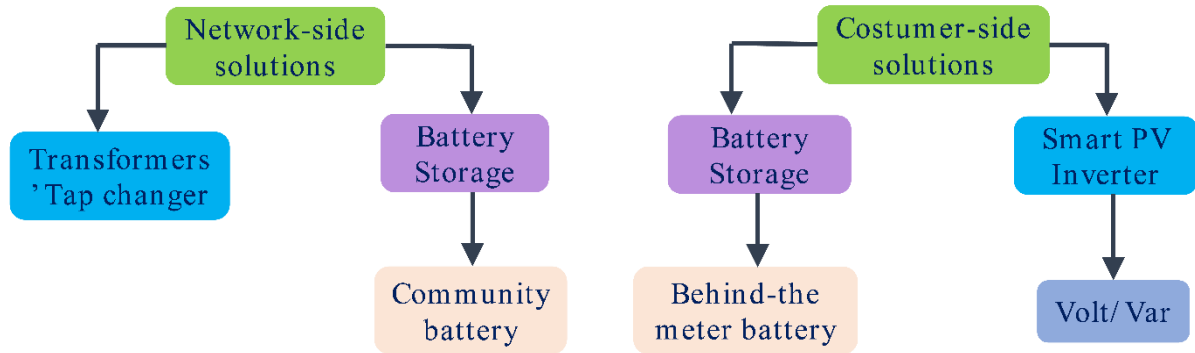 Network-side
solutions
Costumer-side
solutions
Transformers
’Tap changer
Battery
Storage
Battery
Storage
Smart PV
Inverter
Community
battery
Behind-the
meter battery
Volt/ Var